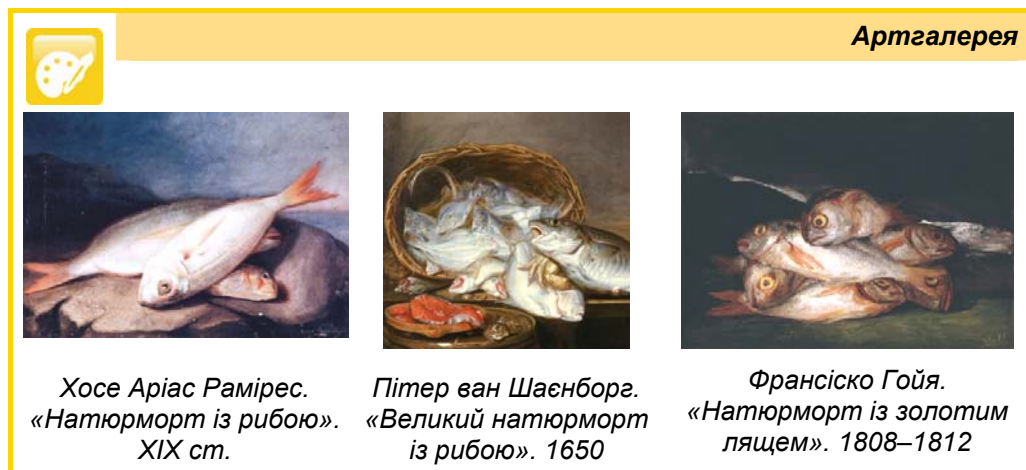 Артгалерея
Хосе Аріас Рамірес.
«Натюрморт із рибою».
XIX ст.
Пітер ван Шаєнборг.
«Великий натюрморт
із рибою». 1650
Франсіско Гойя.
«Натюрморт із золотим
лящем». 1808–1812